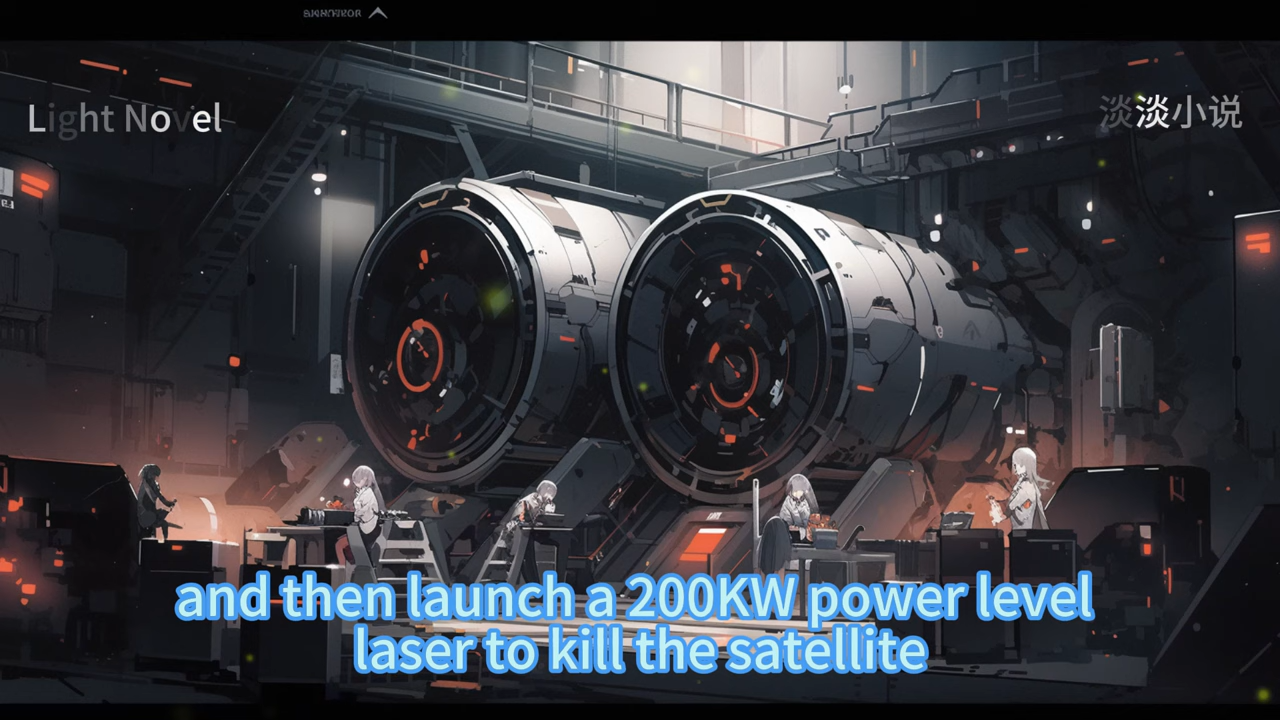 Light Novel
淡淡小说
and then launch a 200KW power level
laser to kill the satellite